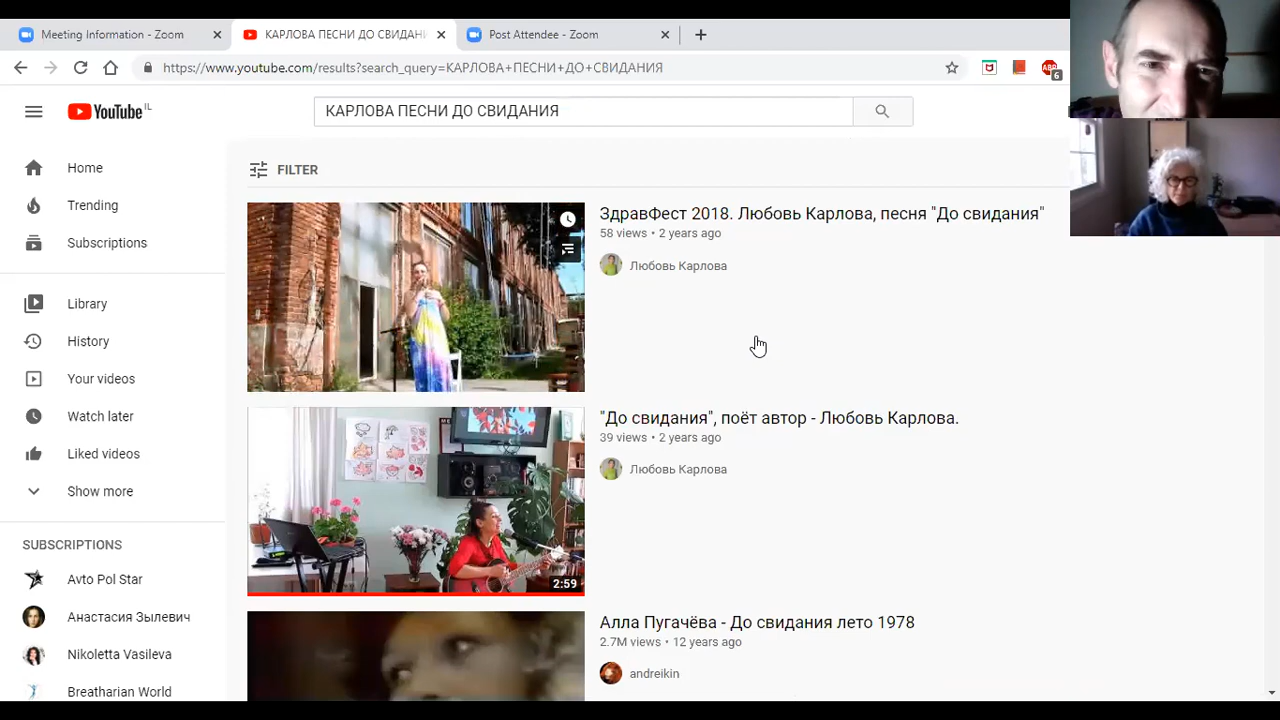 Meeting Information - Zoom
КАРЛОВА ПЕСНИ ДО СВИДАНИ
Post Attendee - Zoom
https://www.youtube.com/results?search_query=КАРЛОВА+ПЕСНИ+ДО+СВИДАНИЯ
ABP
6
YouTube IL
КАРЛОВА ПЕСНИ ДО СВИДАНИЯ
Home
Trending
Subscriptions
Library
History
Your videos
Watch later
Liked videos
Show more
SUBSCRIPTIONS
Avto Pol Star
Анастасия Зылевич
Nikoletta Vasileva
Breatharian World
FILTER
ЗдравФест 2018. Любовь Карлова, песня "До свидания"
58 views • 2 years ago
Любовь Карлова
2:59
"До свидания", поёт автор - Любовь Карлова.
39 views • 2 years ago
Любовь Карлова
Алла Пугачёва - До свидания лето 1978
2.7M views • 12 years ago
andreikin